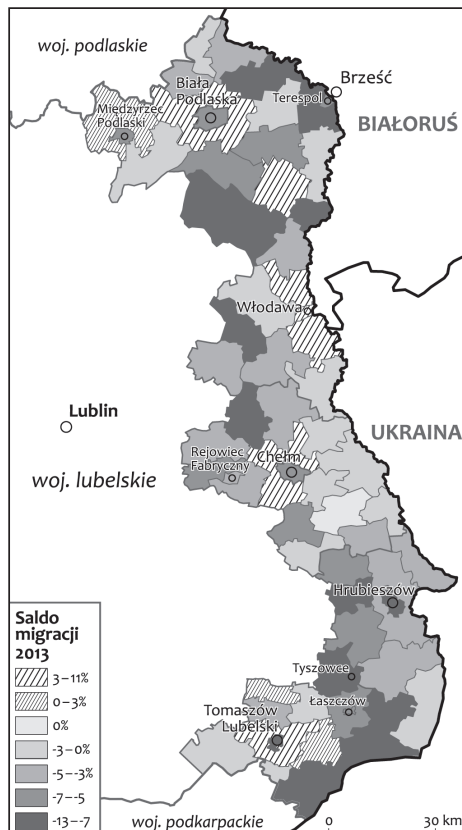 woj. podlaskie
Biała
Podlaska
Brześć
Terespol
Międzyrzec
Podlaski
BIAŁORUŚ
Włodawa
Lublin
UKRAINA
Rejowiec
Fabryczny
Chełm
woj. lubelskie
Hrubieszów
Saldo
migracji
2013
3–11%
0–3%
0%
-3–0%
-5–-3%
-7–-5
-13–-7
Tyszowce
Łaszczów
Tomaszów
Lubelski
woj. podkarpackie
0 30 km